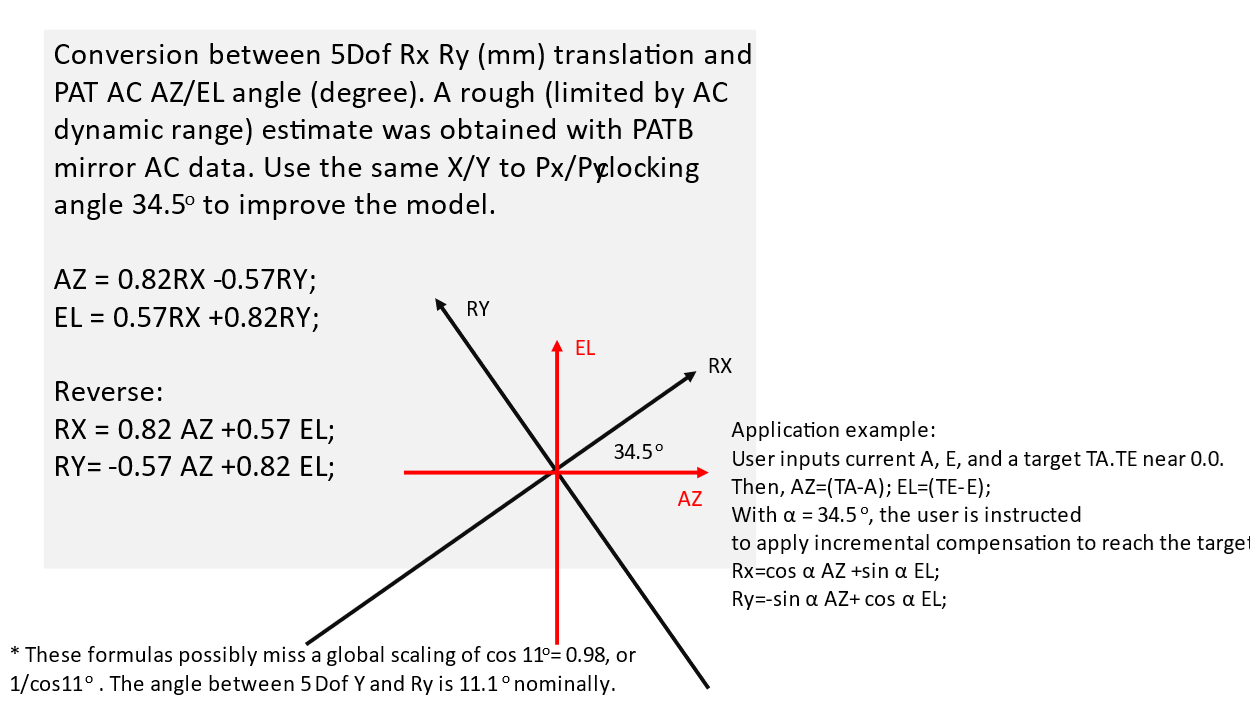 Conversion between 5Dof Rx Ry (mm) translation and
PAT AC AZ/EL angle (degree). A rough (limited by AC
dynamic range) estimate was obtained with PATB
mirror AC data. Use the same X/Y to Px/Py clocking
angle 34.5° to improve the model.
AZ = 0.82RX -0.57RY;
EL = 0.57RX +0.82RY;
Reverse:
RX = 0.82 AZ +0.57 EL;
RY= -0.57 AZ +0.82 EL;
RY
EL
RX
34.5°
AZ
Application example:
User inputs current A, E, and a target TA.TE near 0.0.
Then, AZ=(TA-A); EL=(TE-E);
With α = 34.5°, the user is instructed
to apply incremental compensation to reach the target
Rx=cos α AZ +sin α EL;
Ry=-sin α AZ+ cos α EL;
* These formulas possibly miss a global scaling of cos 11°= 0.98, or
1/cos11° . The angle between 5Dof Y and Ry is 11.1° nominally.